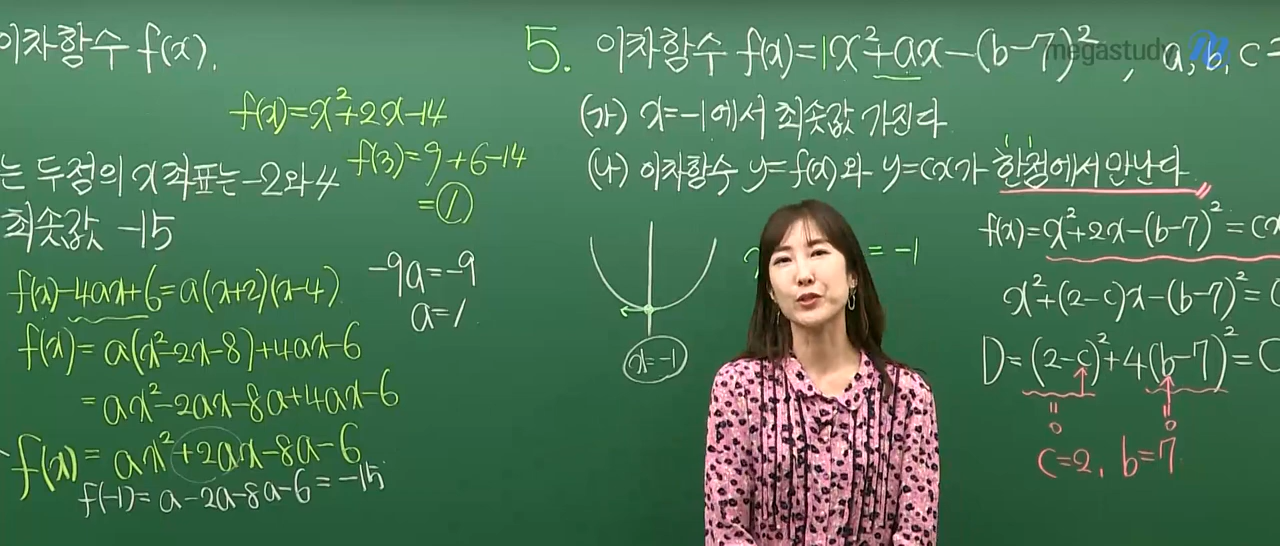 이차함수 f(x).
f(x)=x²+2x-14
f(3)=9+6-14
=①
는 두점의 x좌표는 -2와 4
최솟값 -15
f(x)-4ax+6=a(x+2)(x-4)
-9a=-9
a=1
f(x)=a(x²-2x-8)+4ax-6
=ax²-2ax-8a+4ax-6
f(x)=ax²+2ax-8a-6
f(-1)=a-2a-8a-6=-15
5. 이차함수 f(x)=1x²+ax-(b-7)², a, b, c=
megastudy
(가) x=-1에서 최솟값 가진다
(나) 이차함수 y=f(x)와 y=cx가 한점에서 만난다
= -1
x=-1
f(x)=x²+2x-(b-7)²=cx
x²+(2-c)x-(b-7)²=0
D=(2-c)²+4(b-7)²=0
=0 =0
c=2, b=7